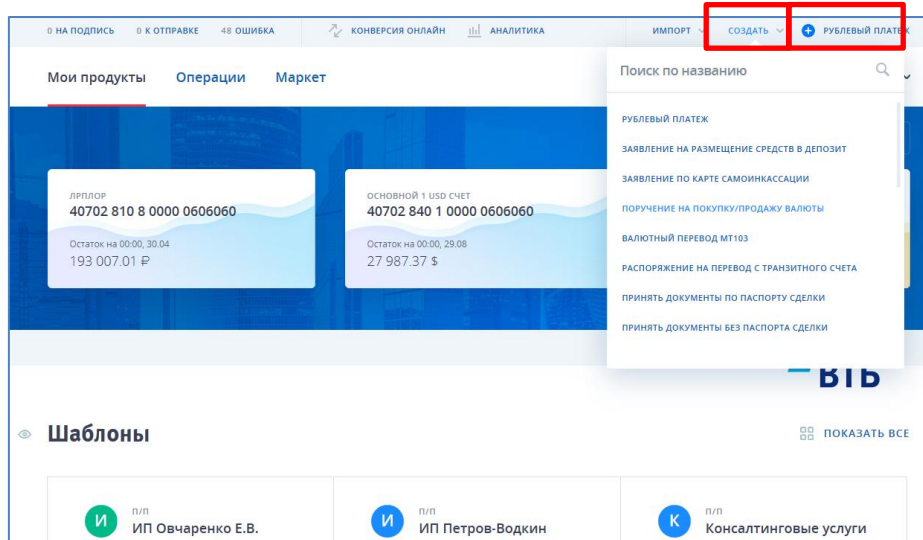 0 НА ПОДПИСЬ 0 К ОТПРАВКЕ 48 ОШИБКА КОНВЕРСИЯ ОНЛАЙН АНАЛИТИКА ИМПОРТ СОЗДАТЬ РУБЛЕВЫЙ ПЛАТЕЖ
Мои продукты Операции Маркет
Поиск по названию
РУБЛЕВЫЙ ПЛАТЕЖ
ЗАЯВЛЕНИЕ НА РАЗМЕЩЕНИЕ СРЕДСТВ В ДЕПОЗИТ
ЗАЯВЛЕНИЕ ПО КАРТЕ САМОИНКАССАЦИИ
ПОРУЧЕНИЕ НА ПОКУПКУ/ПРОДАЖУ ВАЛЮТЫ
ВАЛЮТНЫЙ ПЕРЕВОД МТ103
РАСПОРЯЖЕНИЕ НА ПЕРЕВОД С ТРАНЗИТНОГО СЧЕТА
ПРИНЯТЬ ДОКУМЕНТЫ ПО ПАСПОРТУ СДЕЛКИ
ПРИНЯТЬ ДОКУМЕНТЫ БЕЗ ПАСПОРТА СДЕЛКИ
ЛРПЛОР
40702 810 8 0000 0606060
Остаток на 00:00, 30.04
193 007.01 ₽
ОСНОВНОЙ 1 USD СЧЕТ
40702 840 1 0000 0606060
Остаток на 00:00, 29.08
27 987.37 $
ВТБ
Шаблоны
ПОКАЗАТЬ ВСЕ
И
П/П
ИП Овчаренко Е.В.
И
П/П
ИП Петров-Водкин
К
П/П
Консалтинговые услуги